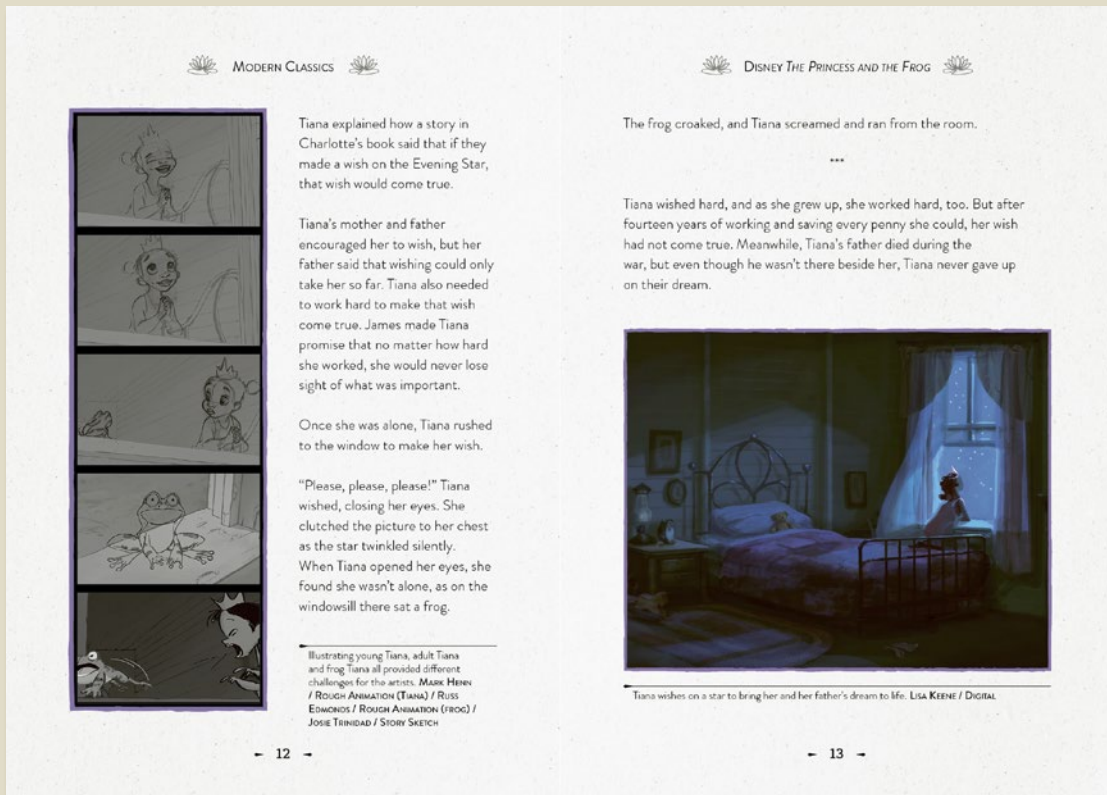 MODERN CLASSICS
Tiana explained how a story in
Charlotte's book said that if they
made a wish on the Evening Star,
that wish would come true.
Tiana's mother and father
encouraged her to wish, but her
father said that wishing could only
take her so far. Tiana also needed
to work hard to make that wish
come true. James made Tiana
promise that no matter how hard
she worked, she would never lose
sight of what was important.
Once she was alone, Tiana rushed
to the window to make her wish.
"Please, please, please!" Tiana
wished, closing her eyes. She
clutched the picture to her chest
as the star twinkled silently.
When Tiana opened her eyes, she
found she wasn't alone, as on the
windowsill there sat a frog.
Illustrating young Tiana, adult Tiana
and frog Tiana all provided different
challenges for the artists. MARK HENN
/ ROUGH ANIMATION (TIANA) / RUSS
EDMONDS / ROUGH ANIMATION (FROG) /
JOSIE TRINIDAD / STORY SKETCH
12
DISNEY THE PRINCESS AND THE FROG
The frog croaked, and Tiana screamed and ran from the room.
***
Tiana wished hard, and as she grew up, she worked hard, too. But after
fourteen years of working and saving every penny she could, her wish
had not come true. Meanwhile, Tiana's father died during the
war, but even though he wasn't there beside her, Tiana never gave up
on their dream.
Tiana wishes on a star to bring her and her father's dream to life. LISA KEENE / DIGITAL
13